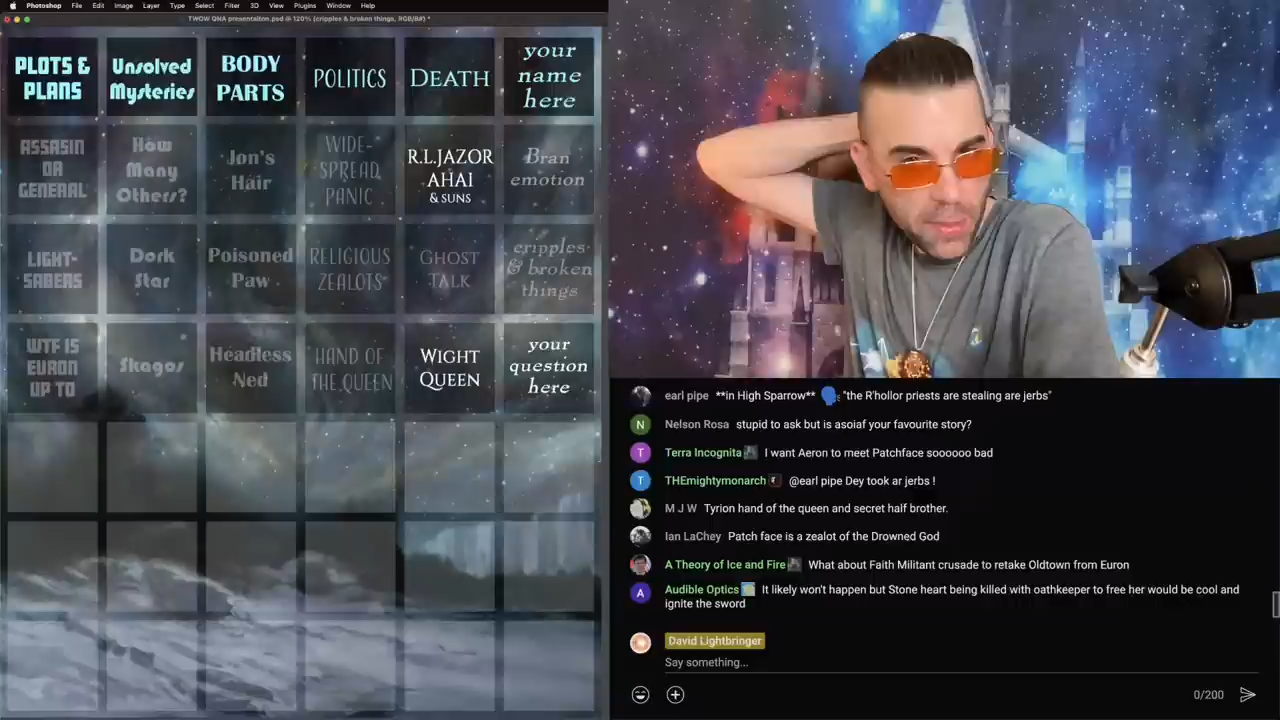 Photoshop File Edit Image Layer Type Select Filter 3D View Plugins Window Help
TWOW QNA presentaiton.psd @ 120% (cripples & broken things, RGB/8#) *
PLOTS &
PLANS
Unsolved
Mysteries
BODY
PARTS
POLITICS
DEATH
your
name
here
ASSASIN
OR
GENERAL
How
Many
Others?
Jon's
Hair
WIDE-
SPREAD
PANIC
R.L.JAZOR
AHAI
& SUNS
Bran
emotion
LIGHT-
SABERS
Dark
Star
Poisoned
Paw
RELIGIOUS
ZEALOTS
GHOST
TALK
cripples
& broken
things
WTF IS
EURON
UP TO
Skagos
Headless
Ned
HAND OF
THE QUEEN
WIGHT
QUEEN
your
question
here
earl pipe **in High Sparrow** 🗣 "the R'hollor priests are stealing are jerbs"
N Nelson Rosa stupid to ask but is asoiaf your favourite story?
T Terra Incognita I want Aeron to meet Patchface soooooo bad
T THEmightymonarch @earl pipe Dey took ar jerbs !
M J W Tyrion hand of the queen and secret half brother.
Ian LaChey Patch face is a zealot of the Drowned God
A Theory of Ice and Fire What about Faith Militant crusade to retake Oldtown from Euron
A Audible Optics It likely won't happen but Stone heart being killed with oathkeeper to free her would be cool and
ignite the sword
David Lightbringer
Say something...
0/200